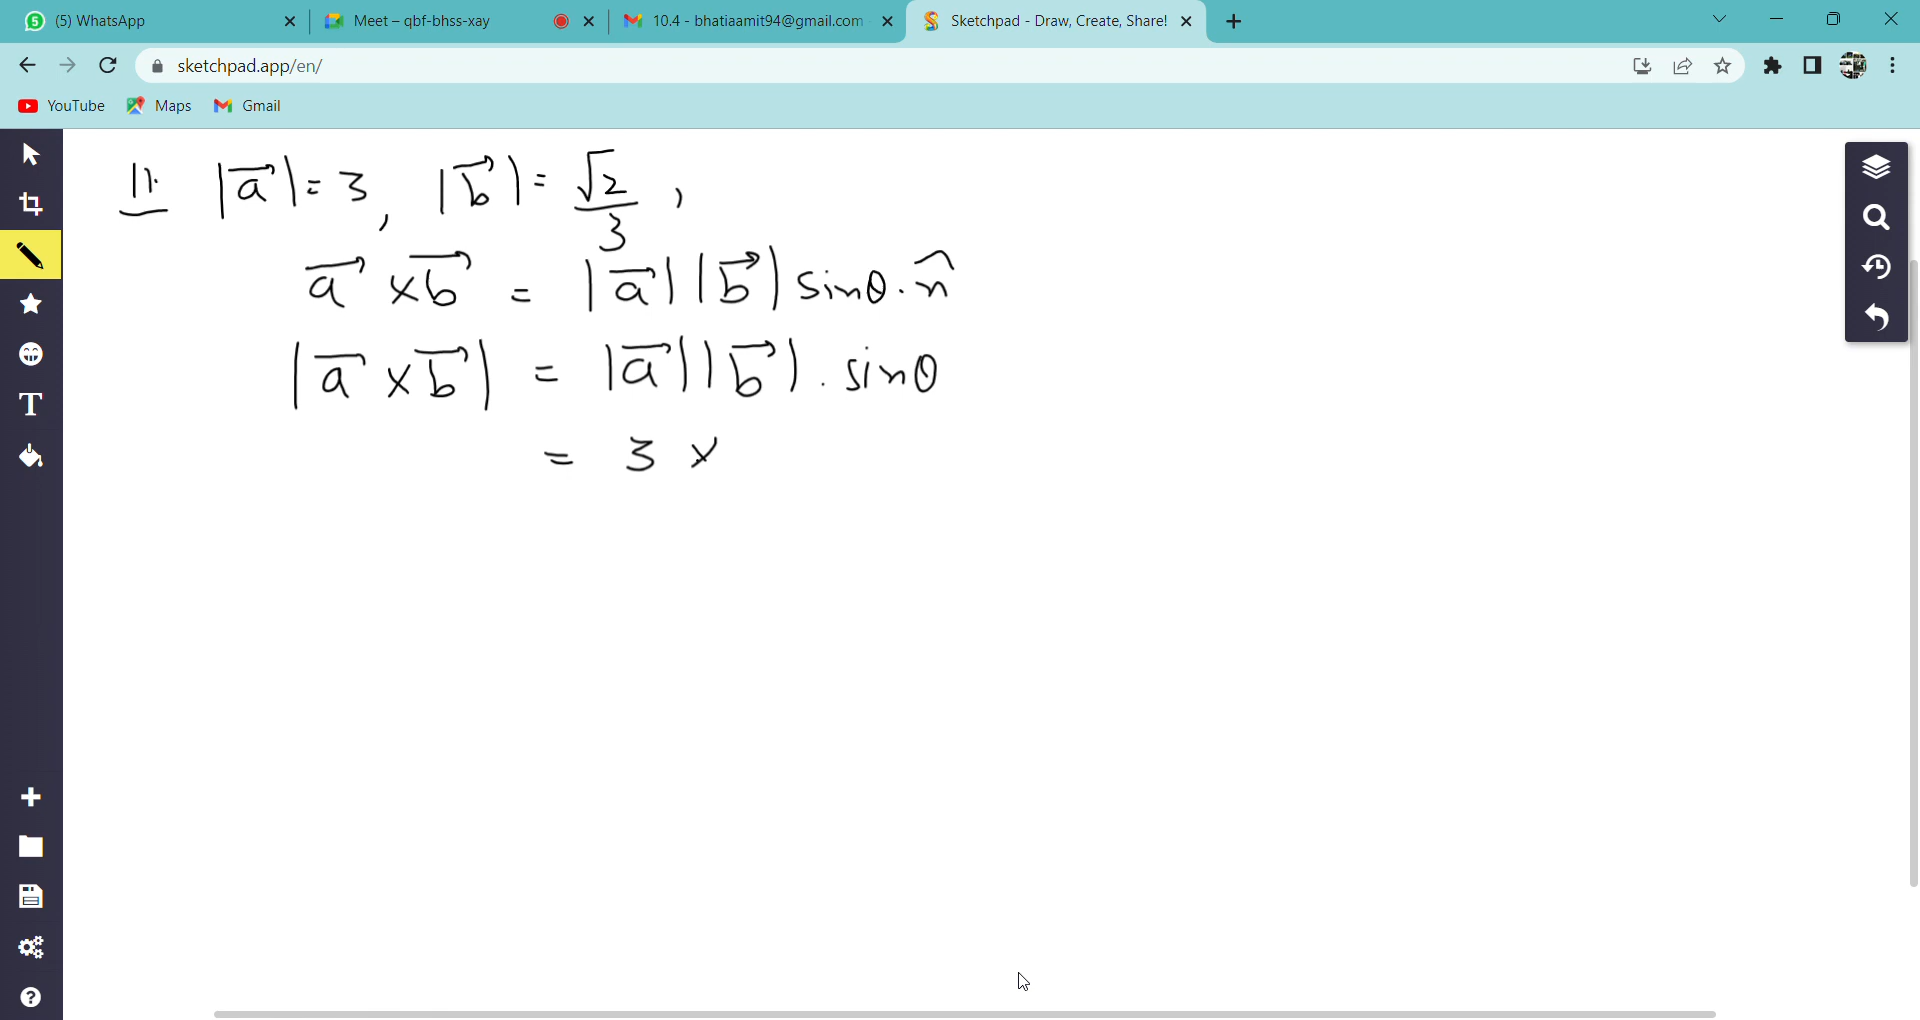 (5) WhatsApp
Meet – qbf-bhss-xay
10.4 - bhatiaamit94@gmail.com
Sketchpad - Draw, Create, Share!
sketchpad.app/en/
YouTube
Maps
Gmail
11. |a⃗| = 3, |b⃗| = √2/3,
a⃗ × b⃗ = |a⃗| |b⃗| sinθ · n̂
|a⃗ × b⃗| = |a⃗| |b⃗| . sinθ
= 3 ×